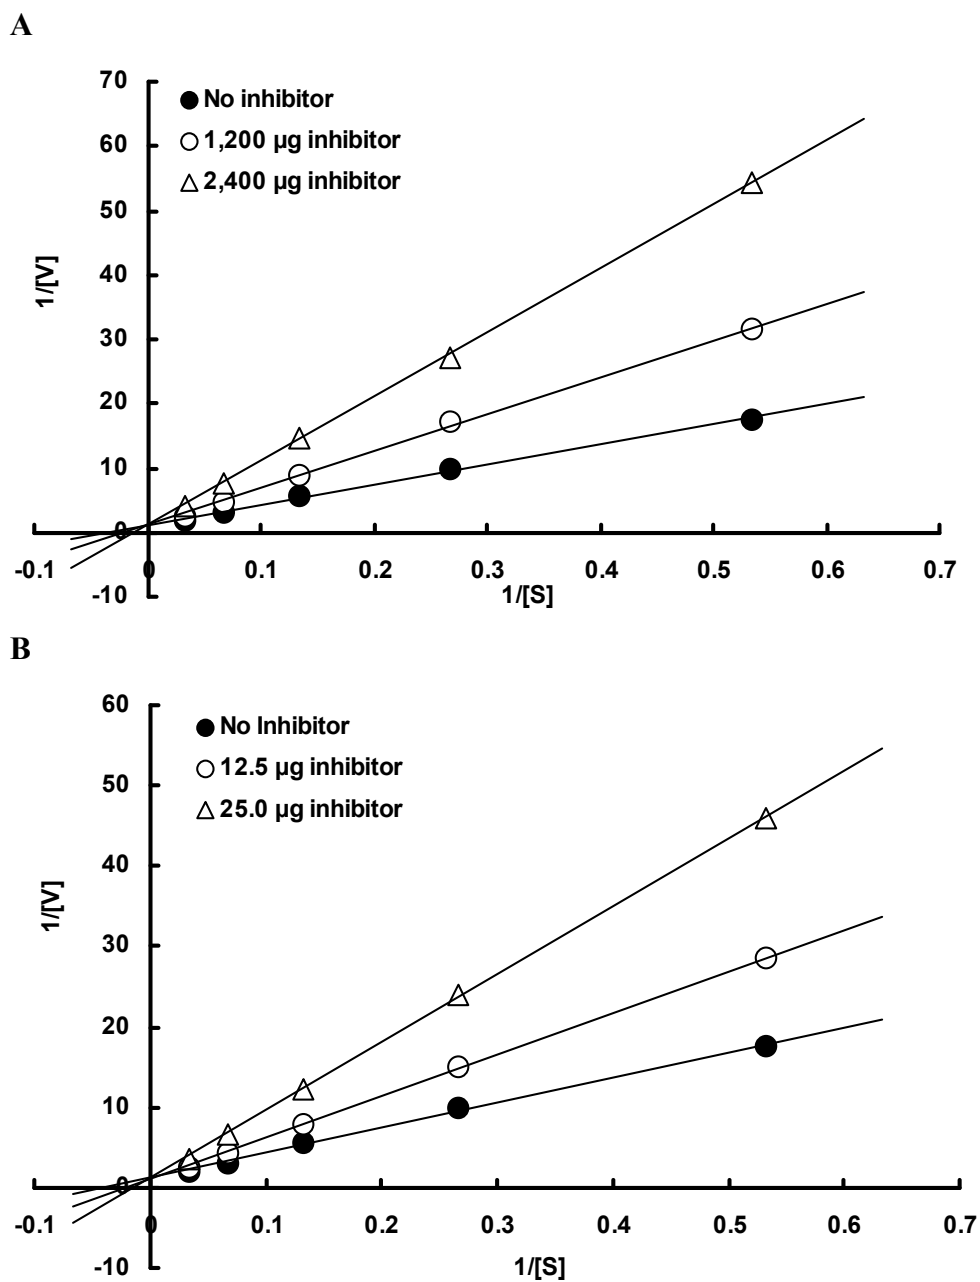 A
70
No inhibitor
1,200 µg inhibitor
60
2,400 µg inhibitor
50
40
1/[V]
30
20
10
0
-0.1 0 0.1 0.2 0.3 0.4 0.5 0.6 0.7
-10
1/[S]
B
60
No Inhibitor
12.5 µg inhibitor
50
25.0 µg inhibitor
40
1/[V]
30
20
10
0
-0.1 0 0.1 0.2 0.3 0.4 0.5 0.6 0.7
-10
1/[S]